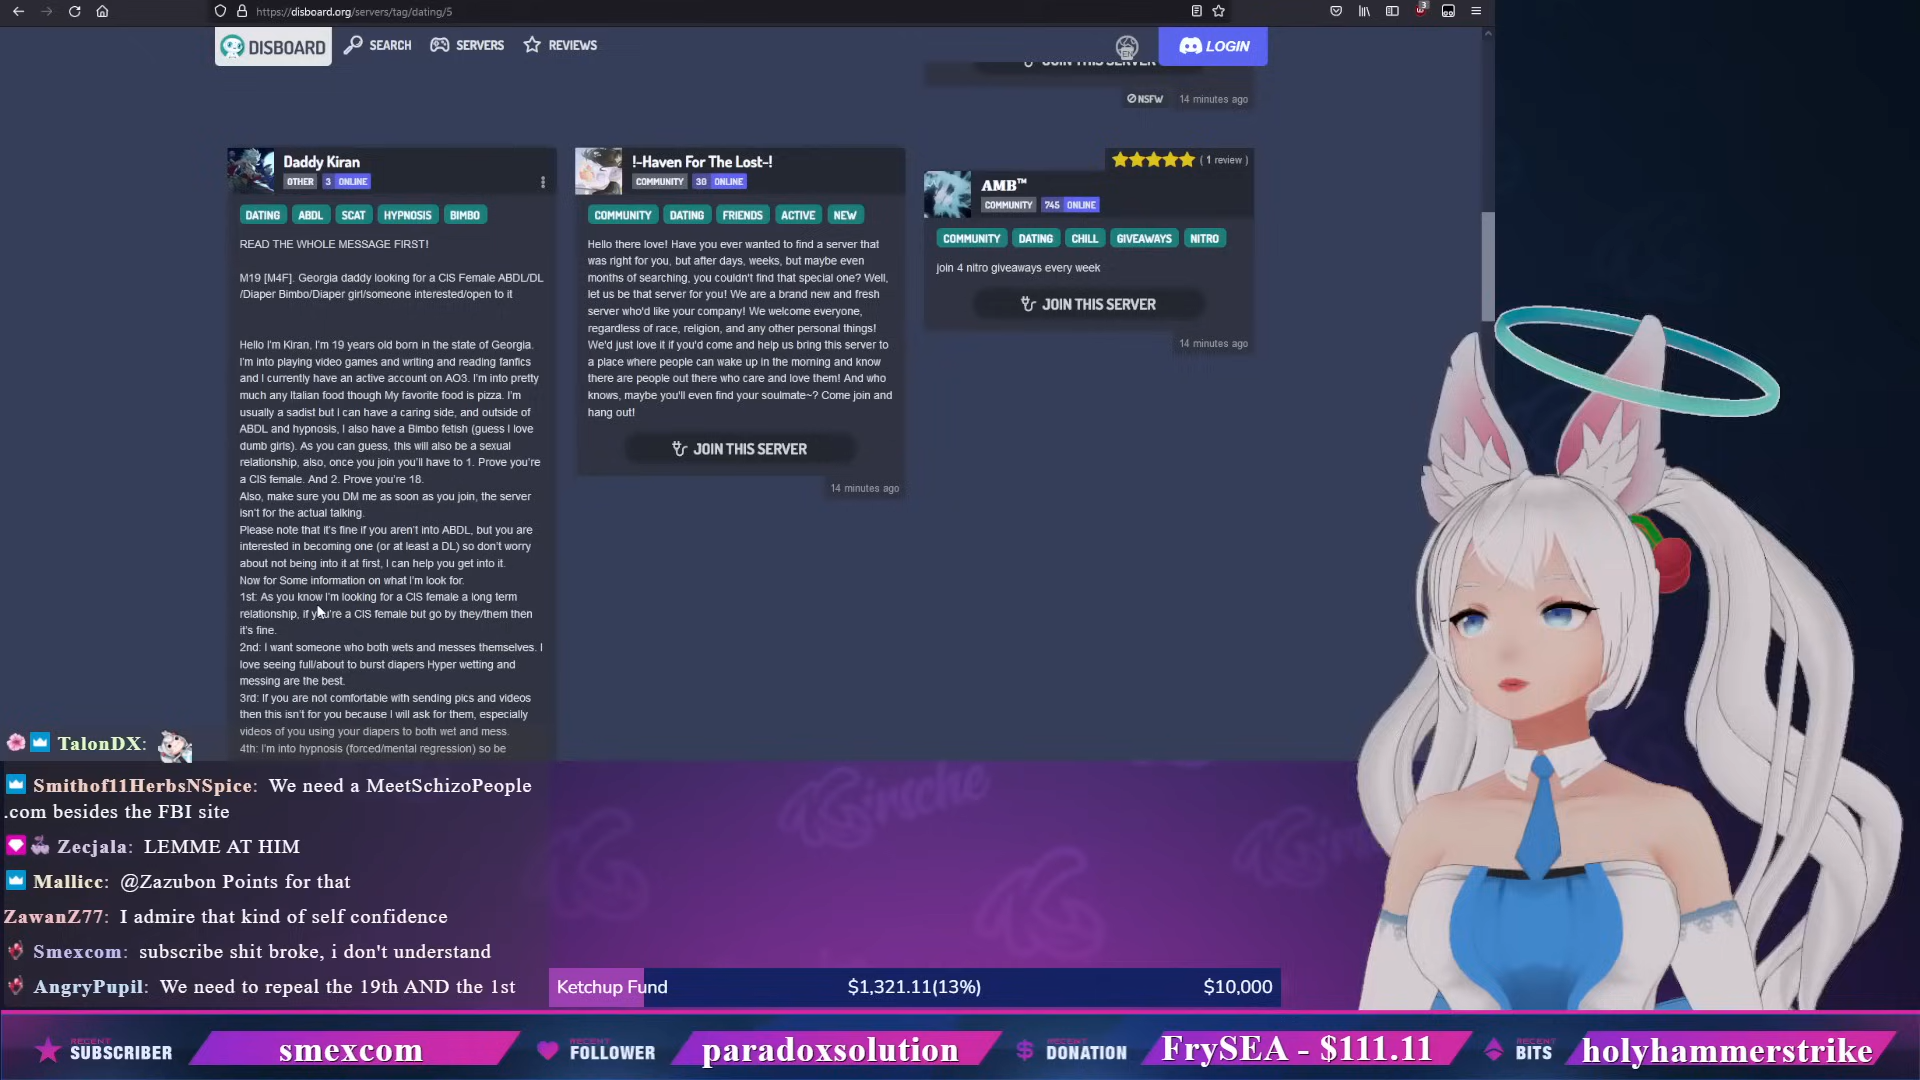 https://disboard.org/servers/tag/dating/5
3
DISBOARD
SEARCH
SERVERS
REVIEWS
LOGIN
JOIN THIS SERVER
NSFW
14 minutes ago
Daddy Kiran
OTHER 3 ONLINE
DATING ABDL SCAT HYPNOSIS BIMBO
READ THE WHOLE MESSAGE FIRST!
M19 [M4F]. Georgia daddy looking for a CIS Female ABDL/DL
/Diaper Bimbo/Diaper girl/someone interested/open to it
Hello I'm Kiran, I'm 19 years old born in the state of Georgia.
I'm into playing video games and writing and reading fanfics
and I currently have an active account on AO3. I'm into pretty
much any Italian food though My favorite food is pizza. I'm
usually a sadist but I can have a caring side, and outside of
ABDL and hypnosis, I also have a Bimbo fetish (guess I love
dumb girls). As you can guess, this will also be a sexual
relationship, also, once you join you'll have to 1. Prove you're
a CIS female. And 2. Prove you're 18.
Also, make sure you DM me as soon as you join, the server
isn't for the actual talking.
Please note that it's fine if you aren't into ABDL, but you are
interested in becoming one (or at least a DL) so don't worry
about not being into it at first, I can help you get into it.
Now for Some information on what I'm look for.
1st: As you know I'm looking for a CIS female a long term
relationship, if you're a CIS female but go by they/them then
it's fine.
2nd: I want someone who both wets and messes themselves. I
love seeing full/about to burst diapers Hyper wetting and
messing are the best.
3rd: If you are not comfortable with sending pics and videos
then this isn't for you because I will ask for them, especially
videos of you using your diapers to both wet and mess.
4th: I'm into hypnosis (forced/mental regression) so be
!-Haven For The Lost-!
COMMUNITY 30 ONLINE
COMMUNITY DATING FRIENDS ACTIVE NEW
Hello there love! Have you ever wanted to find a server that
was right for you, but after days, weeks, but maybe even
months of searching, you couldn't find that special one? Well,
let us be that server for you! We are a brand new and fresh
server who'd like your company! We welcome everyone,
regardless of race, religion, and any other personal things!
We'd just love it if you'd come and help us bring this server to
a place where people can wake up in the morning and know
there are people out there who care and love them! And who
knows, maybe you'll even find your soulmate~? Come join and
hang out!
JOIN THIS SERVER
14 minutes ago
( 1 review )
AMB™
COMMUNITY 745 ONLINE
COMMUNITY DATING CHILL GIVEAWAYS NITRO
join 4 nitro giveaways every week
JOIN THIS SERVER
14 minutes ago
TalonDX:
Smithof11HerbsNSpice: We need a MeetSchizoPeople
.com besides the FBI site
Zecjala: LEMME AT HIM
Mallicc: @Zazubon Points for that
ZawanZ77: I admire that kind of self confidence
Smexcom: subscribe shit broke, i don't understand
AngryPupil: We need to repeal the 19th AND the 1st
Girsche
Ketchup Fund $1,321.11(13%) $10,000
RECENT SUBSCRIBER smexcom
RECENT FOLLOWER paradoxsolution
RECENT DONATION FrySEA - $111.11
RECENT BITS holyhammerstrike